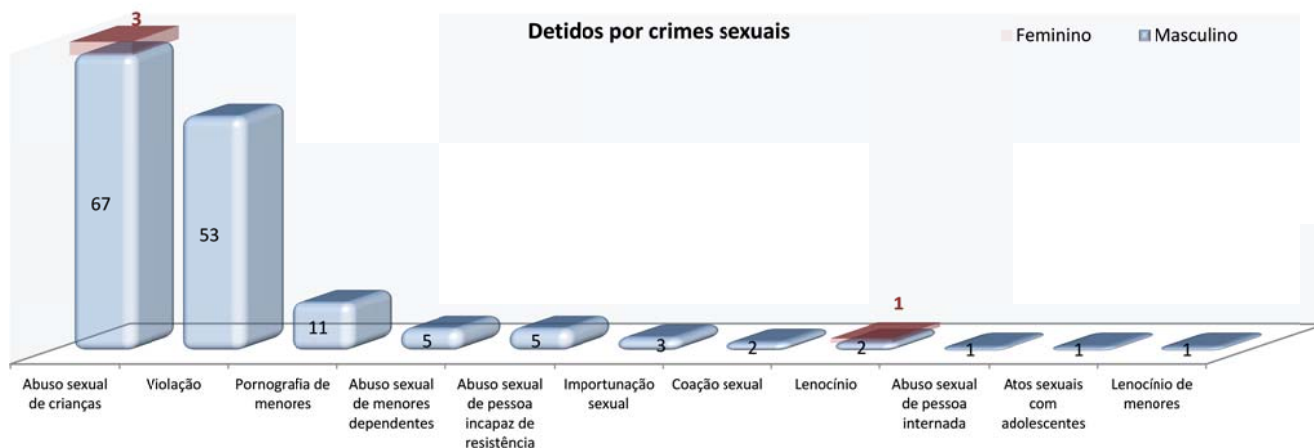 3
Detidos por crimes sexuais
Feminino
Masculino
67
53
11
5
5
3
2
2
1
1
1
1
Abuso sexual
de crianças
Violação
Pornografia de
menores
Abuso sexual
de menores
dependentes
Abuso sexual
de pessoa
incapaz de
resistência
Importunação
sexual
Coação sexual
Lenocínio
Abuso sexual
de pessoa
internada
Atos sexuais
com
adolescentes
Lenocínio de
menores